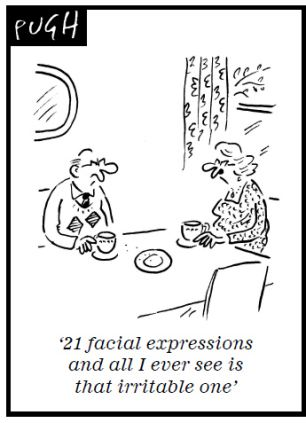 PUGH
‘21 facial expressions
and all I ever see is
that irritable one’